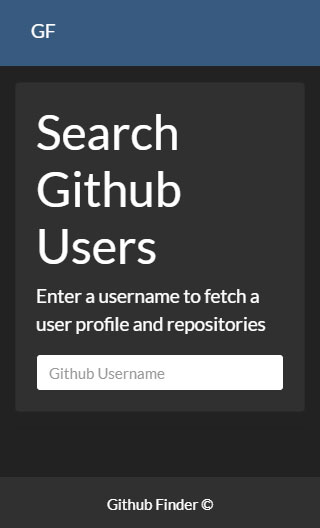 GF
Search
Github
Users
Enter a username to fetch a
user profile and repositories
Github Username
Github Finder ©